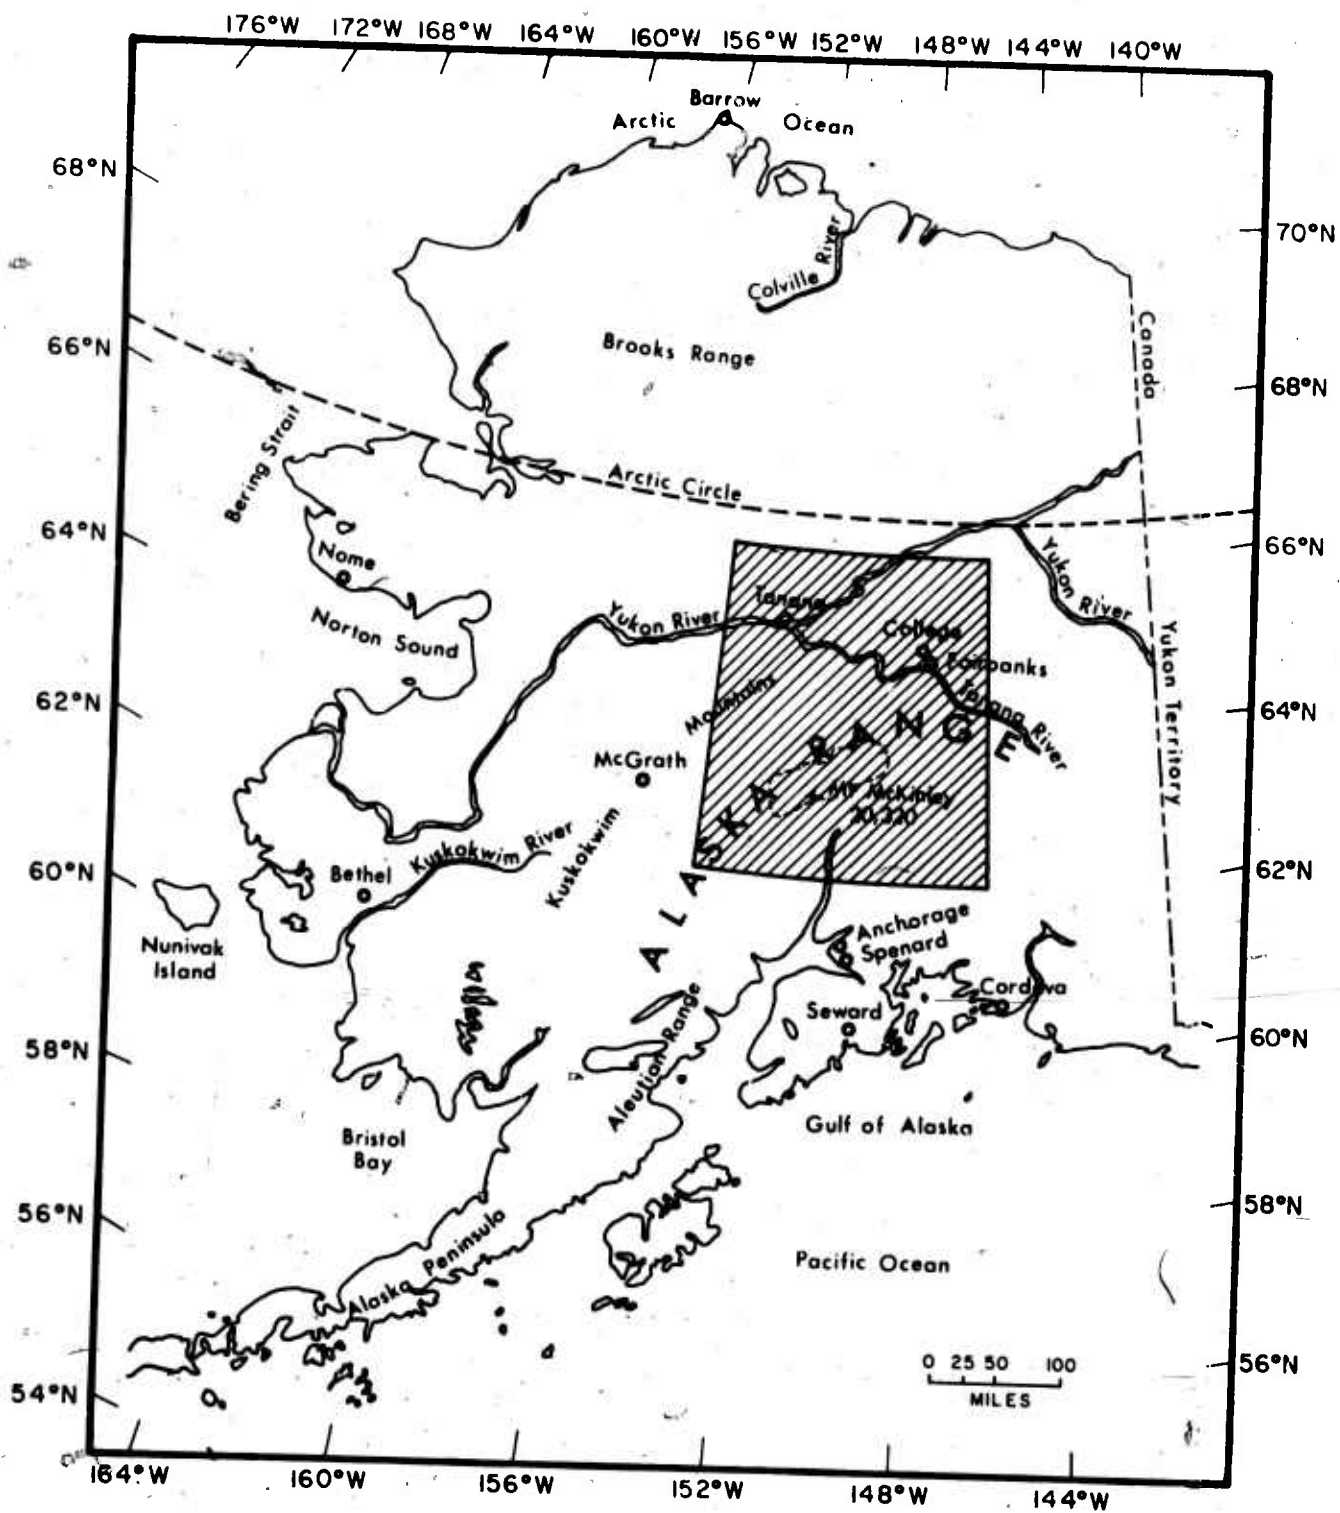 176°W 172°W 168°W 164°W 160°W 156°W 152°W 148°W 144°W 140°W
Barrow
Arctic Ocean
68°N
70°N
Colville River
Canada
66°N
Brooks Range
68°N
Bering Strait
Arctic Circle
64°N
66°N
Nome
Yukon River
Tanana
Yukon River
Norton Sound
College
Fairbanks
Yukon Territory
62°N
Mountains
Tanana River
64°N
ALASKA RANGE
McGrath
Mt McKinley
20,320
Kuskokwim River
Kuskokwim
60°N
Bethel
62°N
Nunivak
Island
Anchorage
Spenard
Cordova
Seward
Aleutian Range
58°N
60°N
Gulf of Alaska
Bristol
Bay
56°N
58°N
Alaska Peninsula
Pacific Ocean
0 25 50 100
MILES
56°N
54°N
164°W 160°W 156°W 152°W 148°W 144°W